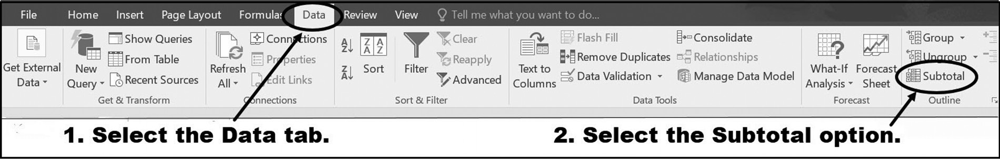 File Home Insert Page Layout Formulas Data Review View Tell me what you want to do...
Get External Data
New Query
Show Queries
From Table
Recent Sources
Get & Transform
Refresh All
Connections
Properties
Edit Links
Connections
A Z
Z A
Z A A Z
Sort
Filter
Clear
Reapply
Advanced
Sort & Filter
Text to Columns
Flash Fill
Remove Duplicates
Data Validation
Consolidate
Relationships
Manage Data Model
Data Tools
What-If Analysis
Forecast Sheet
Forecast
Group
Ungroup
Subtotal
Outline
1. Select the Data tab.
2. Select the Subtotal option.